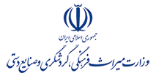 جمهوری اسلامی ایران
وزارت میراث فرهنگی، گردشگری و صنایع دستی